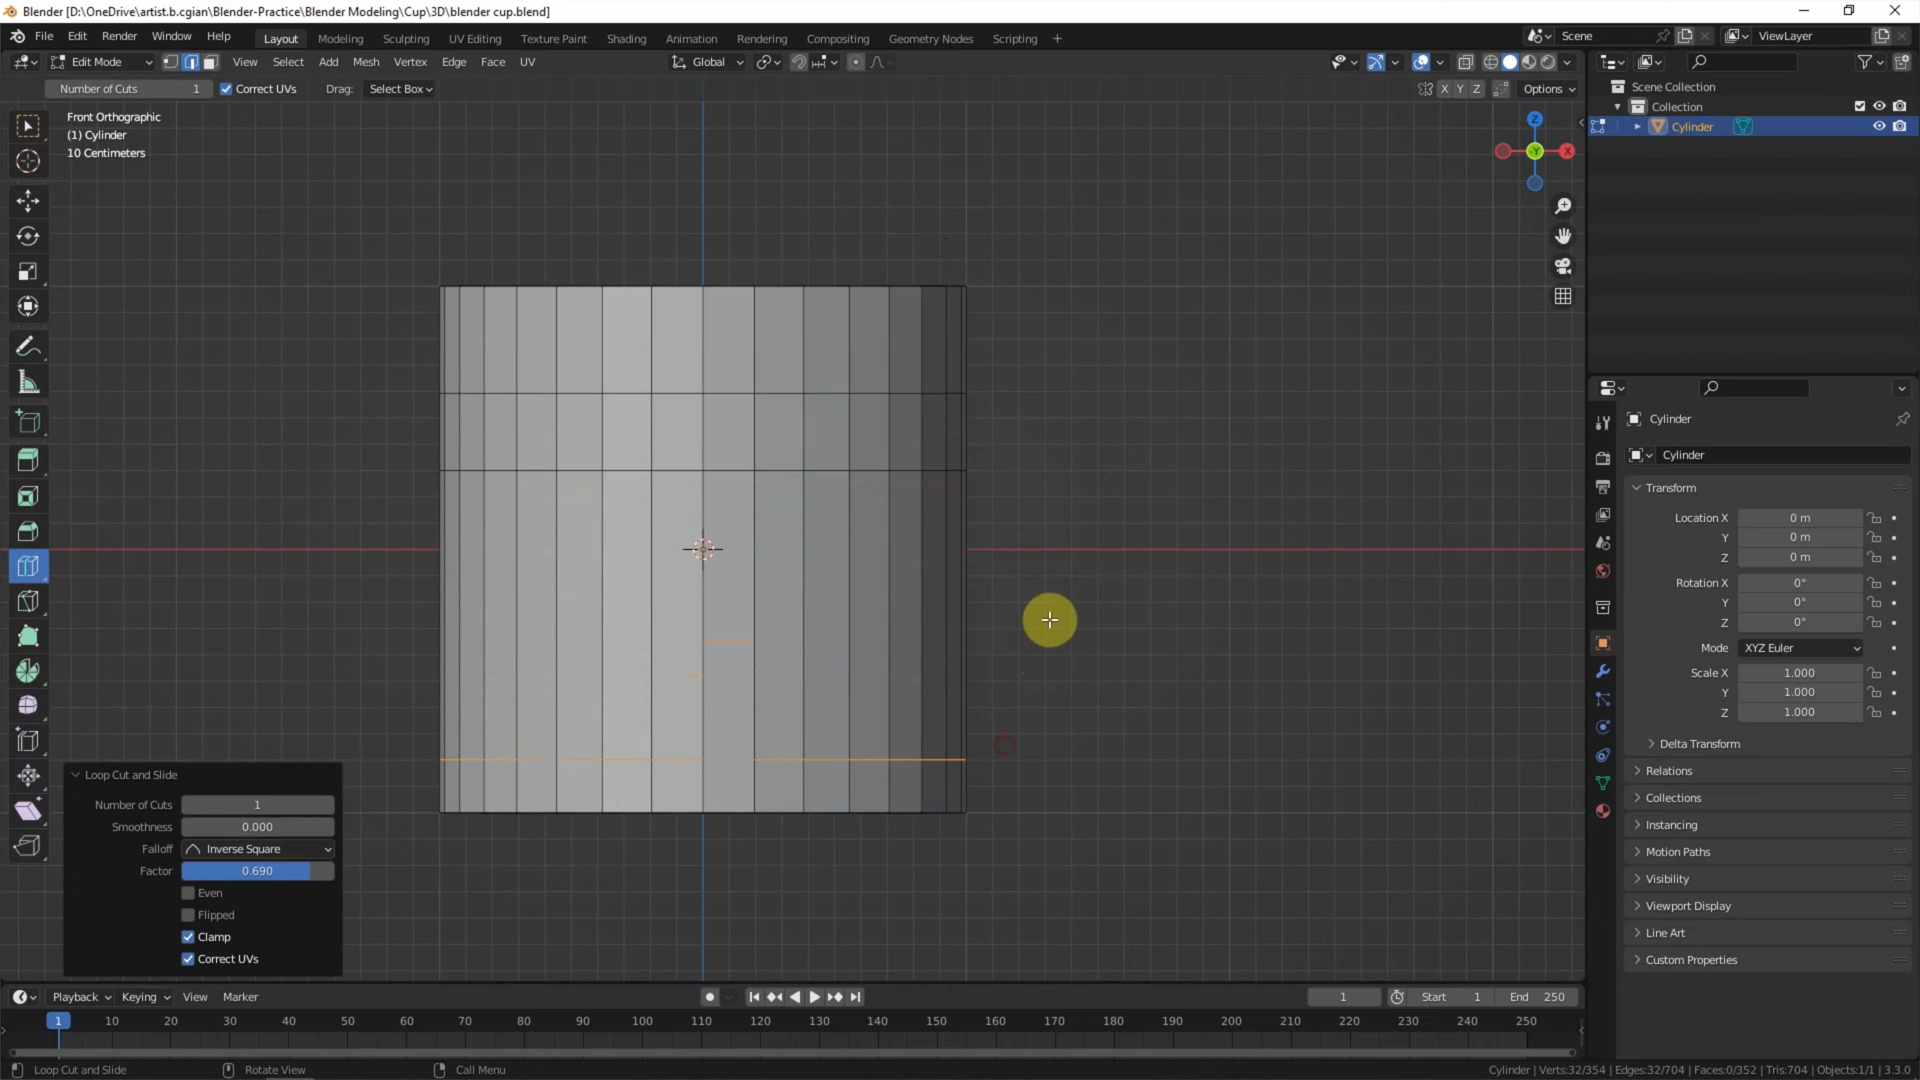 Blender [D:\OneDrive\artist.b.cgian\Blender-Practice\Blender Modeling\Cup\3D\blender cup.blend]
File Edit Render Window Help Layout Modeling Sculpting UV Editing Texture Paint Shading Animation Rendering Compositing Geometry Nodes Scripting + Scene ViewLayer
Edit Mode View Select Add Mesh Vertex Edge Face UV Global
Number of Cuts 1 Correct UVs Drag: Select Box X Y Z Options
Scene Collection
Collection
Cylinder
Front Orthographic
(1) Cylinder
10 Centimeters
Z
-Y
X
Cylinder
Cylinder
Transform
Location X 0 m
Y 0 m
Z 0 m
Rotation X 0°
Y 0°
Z 0°
Mode XYZ Euler
Scale X 1.000
Y 1.000
Z 1.000
Delta Transform
Relations
Collections
Instancing
Motion Paths
Visibility
Viewport Display
Line Art
Custom Properties
Loop Cut and Slide
Number of Cuts 1
Smoothness 0.000
Falloff Inverse Square
Factor 0.690
Even
Flipped
Clamp
Correct UVs
Playback Keying View Marker 1 Start 1 End 250
1 10 20 30 40 50 60 70 80 90 100 110 120 130 140 150 160 170 180 190 200 210 220 230 240 250
Loop Cut and Slide Rotate View Call Menu Cylinder | Verts:32/354 | Edges:32/704 | Faces:0/352 | Tris:704 | Objects:1/1 | 3.3.0